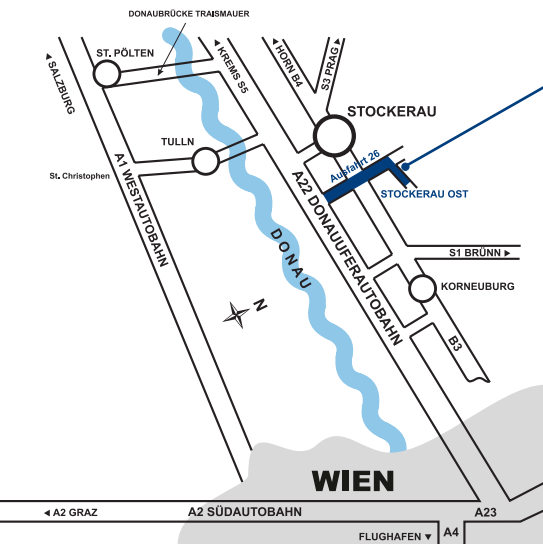 DONAUBRÜCKE TRAISMAUER
ST. PÖLTEN
◄ SALZBURG
◄ KREMS S5
◄ HORN B4
S3 PRAG ►
STOCKERAU
TULLN
St. Christophen
A1 WESTAUTOBAHN
Ausfahrt 26
STOCKERAU OST
A22 DONAUUFERAUTOBAHN
DONAU
S1 BRÜNN ►
KORNEUBURG
N
B3
WIEN
◄ A2 GRAZ
A2 SÜDAUTOBAHN
A23
FLUGHAFEN ▼
A4